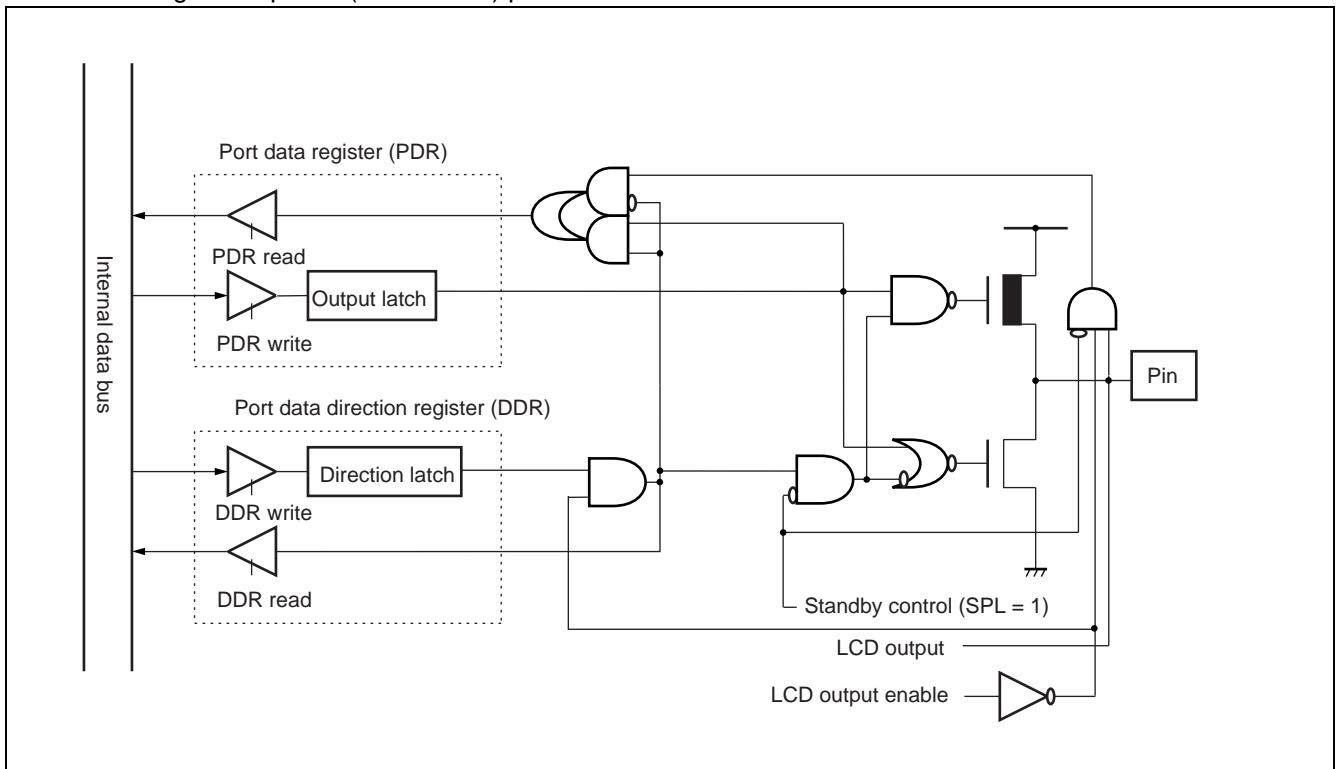 Port data register (PDR)
PDR read
Output latch
PDR write
Internal data bus
Pin
Port data direction register (DDR)
Direction latch
DDR write
DDR read
Standby control (SPL = 1)
LCD output
LCD output enable